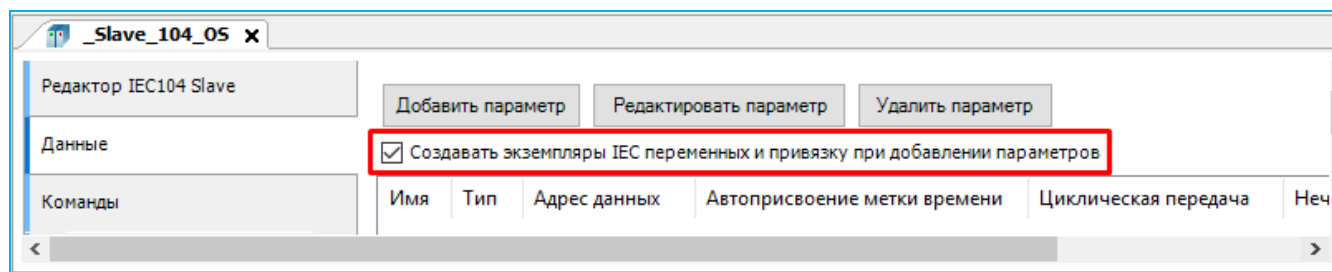 _Slave_104_OS x
Редактор IEC104 Slave
Данные
Команды
Добавить параметр Редактировать параметр Удалить параметр
Создавать экземпляры IEC переменных и привязку при добавлении параметров
Имя Тип Адрес данных Автоприсвоение метки времени Циклическая передача Неч